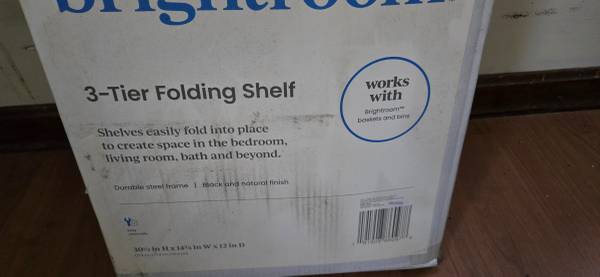 brightroom
3-Tier Folding Shelf
works
with
Brightroom™
baskets and bins
Shelves easily fold into place
to create space in the bedroom,
living room, bath and beyond.
Durable steel frame | Black and natural finish